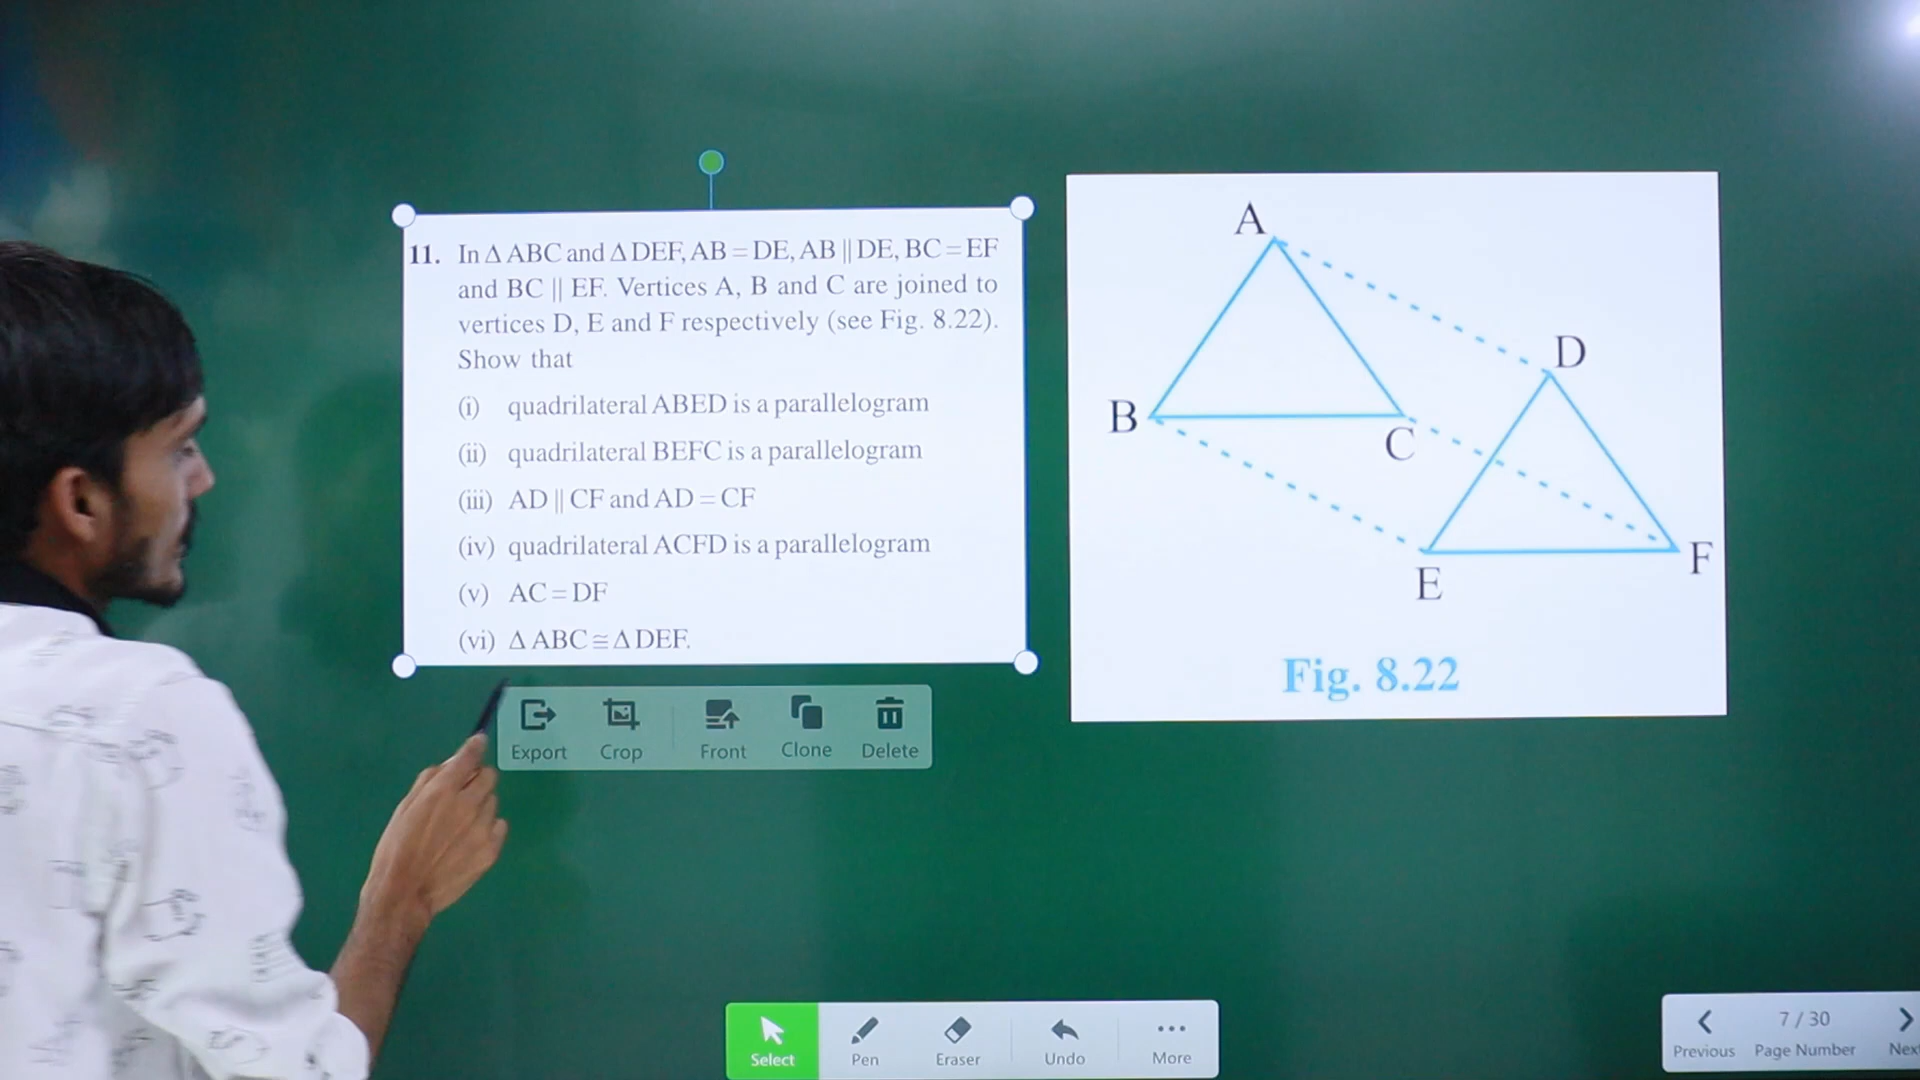 11. In Δ ABC and Δ DEF, AB = DE, AB || DE, BC = EF
and BC || EF. Vertices A, B and C are joined to
vertices D, E and F respectively (see Fig. 8.22).
Show that
(i) quadrilateral ABED is a parallelogram
(ii) quadrilateral BEFC is a parallelogram
(iii) AD || CF and AD = CF
(iv) quadrilateral ACFD is a parallelogram
(v) AC = DF
(vi) Δ ABC ≅ Δ DEF.
A
D
B
C
E
F
Fig. 8.22
Export Crop Front Clone Delete
Select Pen Eraser Undo More
7 / 30
Previous Page Number Next